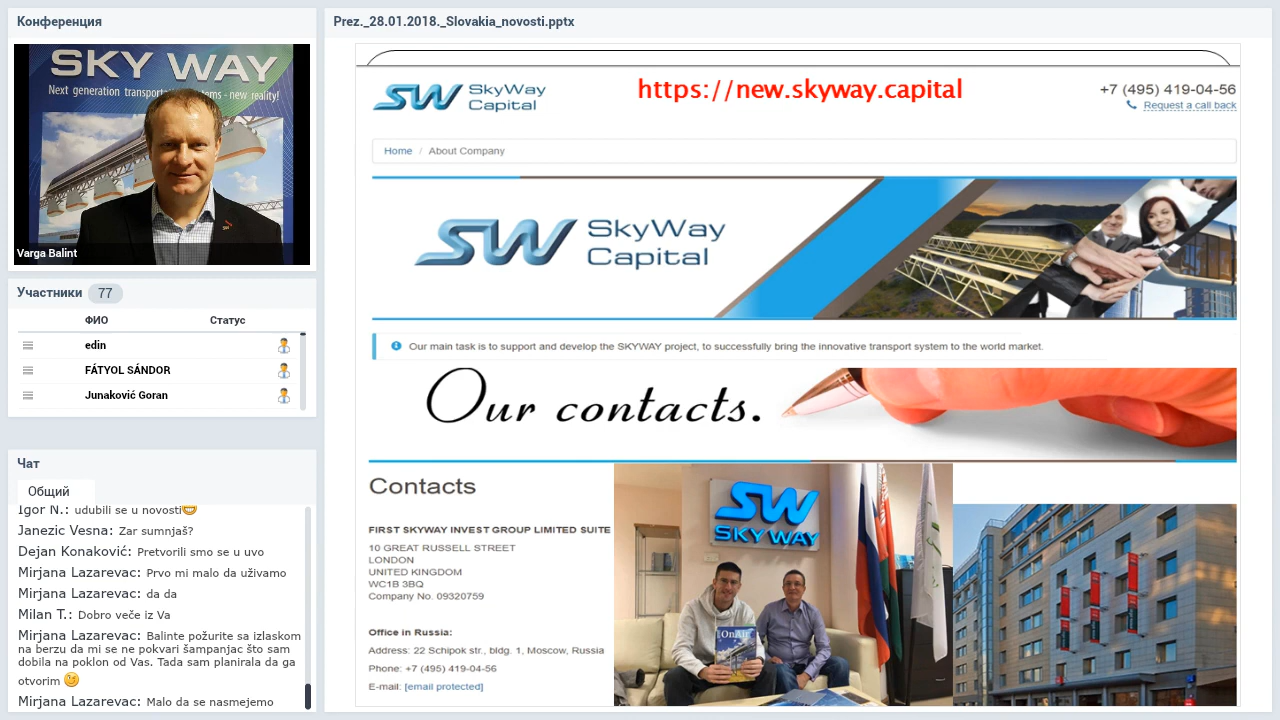 Конференция
SKY WAY
Next generation transportat
ems - new reality!
Varga Balint
Участники 77
ФИО Статус
edin
FÁTYOL SÁNDOR
Junaković Goran
Чат
Общий
Igor N.: udubili se u novosti
Janezic Vesna: Zar sumnjaš?
Dejan Konaković: Pretvorili smo se u uvo
Mirjana Lazarevac: Prvo mi malo da uživamo
Mirjana Lazarevac: da da
Milan T.: Dobro veče iz Va
Mirjana Lazarevac: Balinte požurite sa izlaskom
na berzu da mi se ne pokvari šampanjac što sam
dobila na poklon od Vas. Tada sam planirala da ga
otvorim
Mirjana Lazarevac: Malo da se nasmejemo
Prez._28.01.2018._Slovakia_novosti.pptx
SW SkyWay
Capital
https://new.skyway.capital
+7 (495) 419-04-56
Request a call back
Home / About Company
SW SkyWay
Capital
Our main task is to support and develop the SKYWAY project, to successfully bring the innovative transport system to the world market.
Our contacts.
Contacts
FIRST SKYWAY INVEST GROUP LIMITED SUITE
10 GREAT RUSSELL STREET
LONDON
UNITED KINGDOM
WC1B 3BQ
Company No. 09320759
Office in Russia:
Address: 22 Schipok str., bldg. 1, Moscow, Russia
Phone: +7 (495) 419-04-56
E-mail: [email protected]
SW
SKY WAY
OnAir